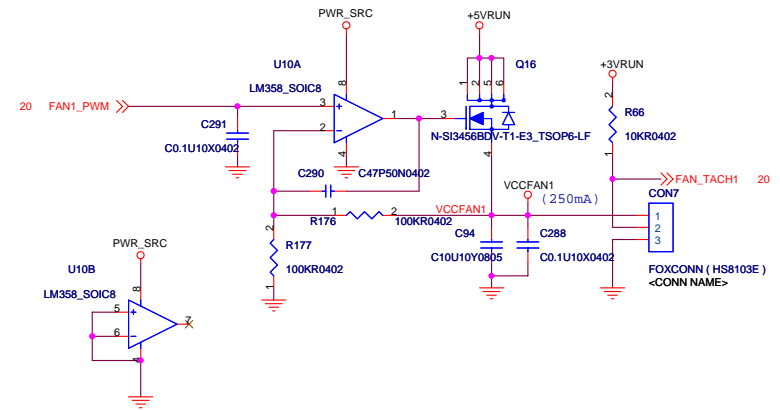 PWR_SRC
+5VRUN
U10A
Q16
+3VRUN
LM358_SOIC8
8
1
2
5
6
2
20 FAN1_PWM
3
+
1
3
R66
C291
2
-
N-SI3456BDV-T1-E3_TSOP6-LF
10KR0402
C0.1U10X0402
4
4
1
C290
C47P50N0402
VCCFAN1
FAN_TACH1 20
(250mA)
CON7
VCCFAN1
1
2
1
R176
100KR0402
2
2
C94
C288
3
R177
C10U10Y0805
C0.1U10X0402
PWR_SRC
100KR0402
FOXCONN ( HS8103E )
U10B
1
<CONN NAME>
LM358_SOIC8
8
5
+
7
6
-
4